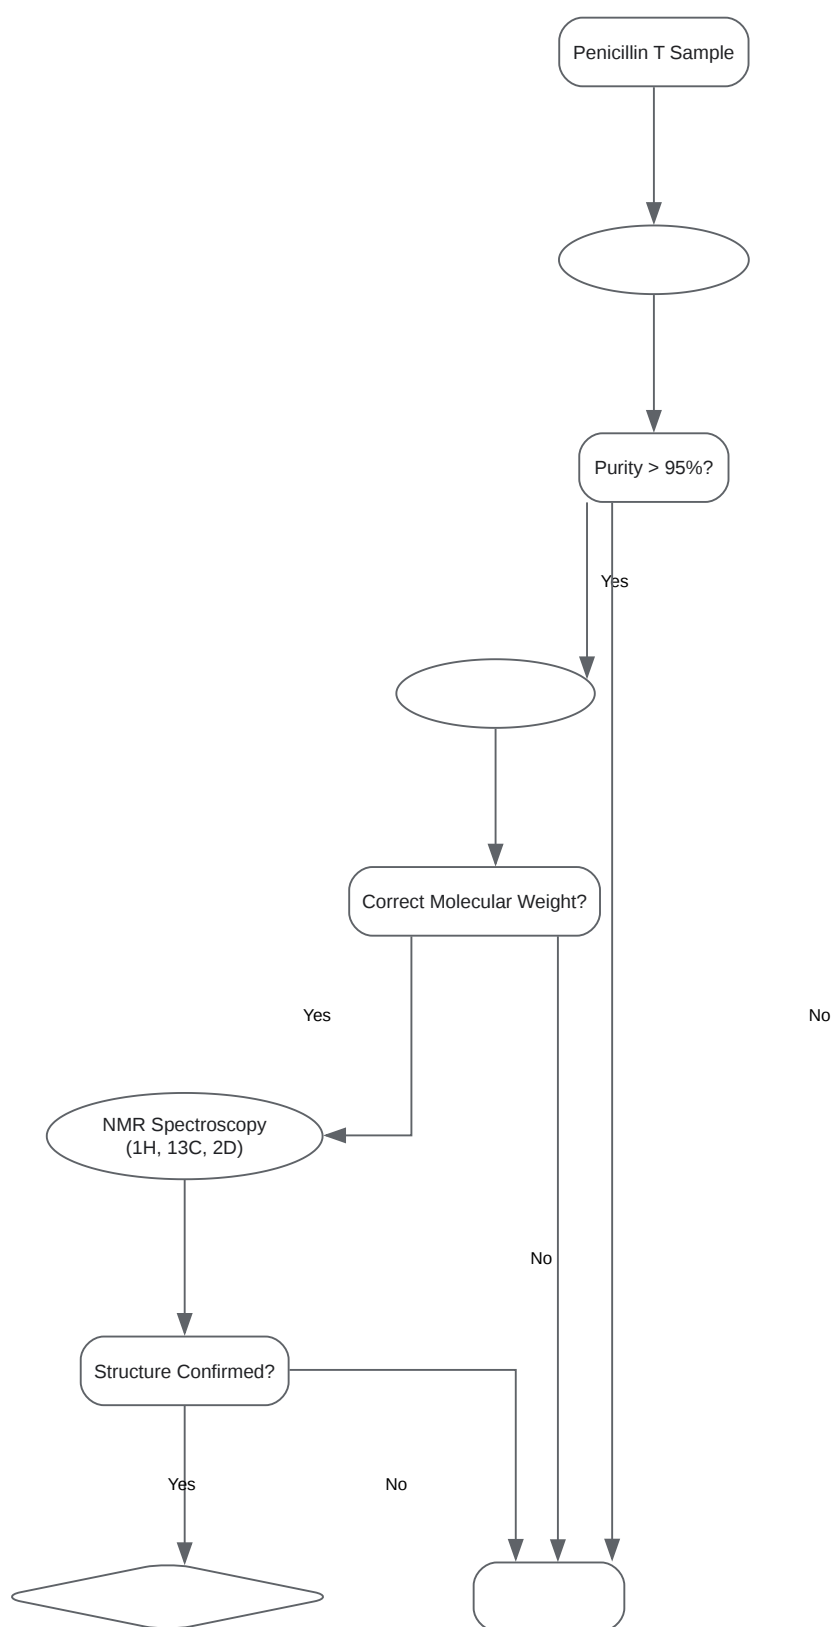 Penicillin T Sample
Purity > 95%?
Yes
Correct Molecular Weight?
Yes
No
NMR Spectroscopy
(1H, 13C, 2D)
No
Structure Confirmed?
Yes
No